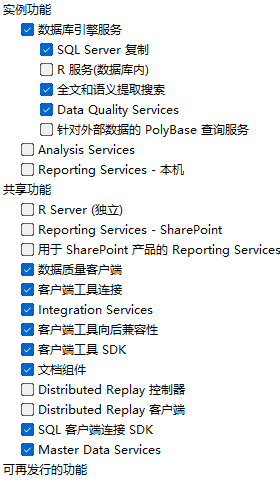 实例功能
数据库引擎服务
SQL Server 复制
R 服务(数据库内)
全文和语义提取搜索
Data Quality Services
针对外部数据的 PolyBase 查询服务
Analysis Services
Reporting Services - 本机
共享功能
R Server (独立)
Reporting Services - SharePoint
用于 SharePoint 产品的 Reporting Services
数据质量客户端
客户端工具连接
Integration Services
客户端工具向后兼容性
客户端工具 SDK
文档组件
Distributed Replay 控制器
Distributed Replay 客户端
SQL 客户端连接 SDK
Master Data Services
可再发行的功能